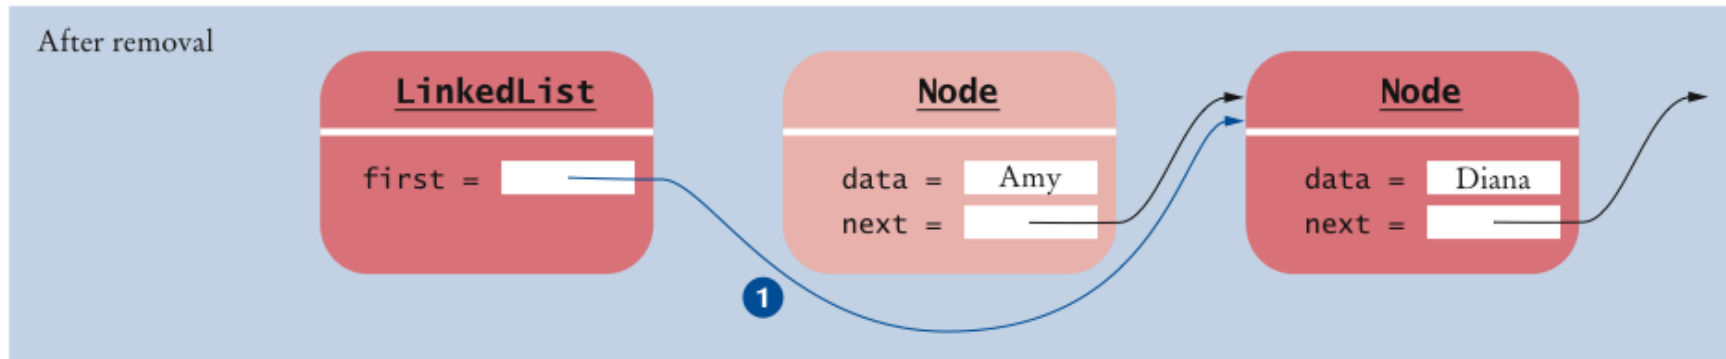 After removal
LinkedList
first =
Node
data = Amy
next =
Node
data = Diana
next =
1